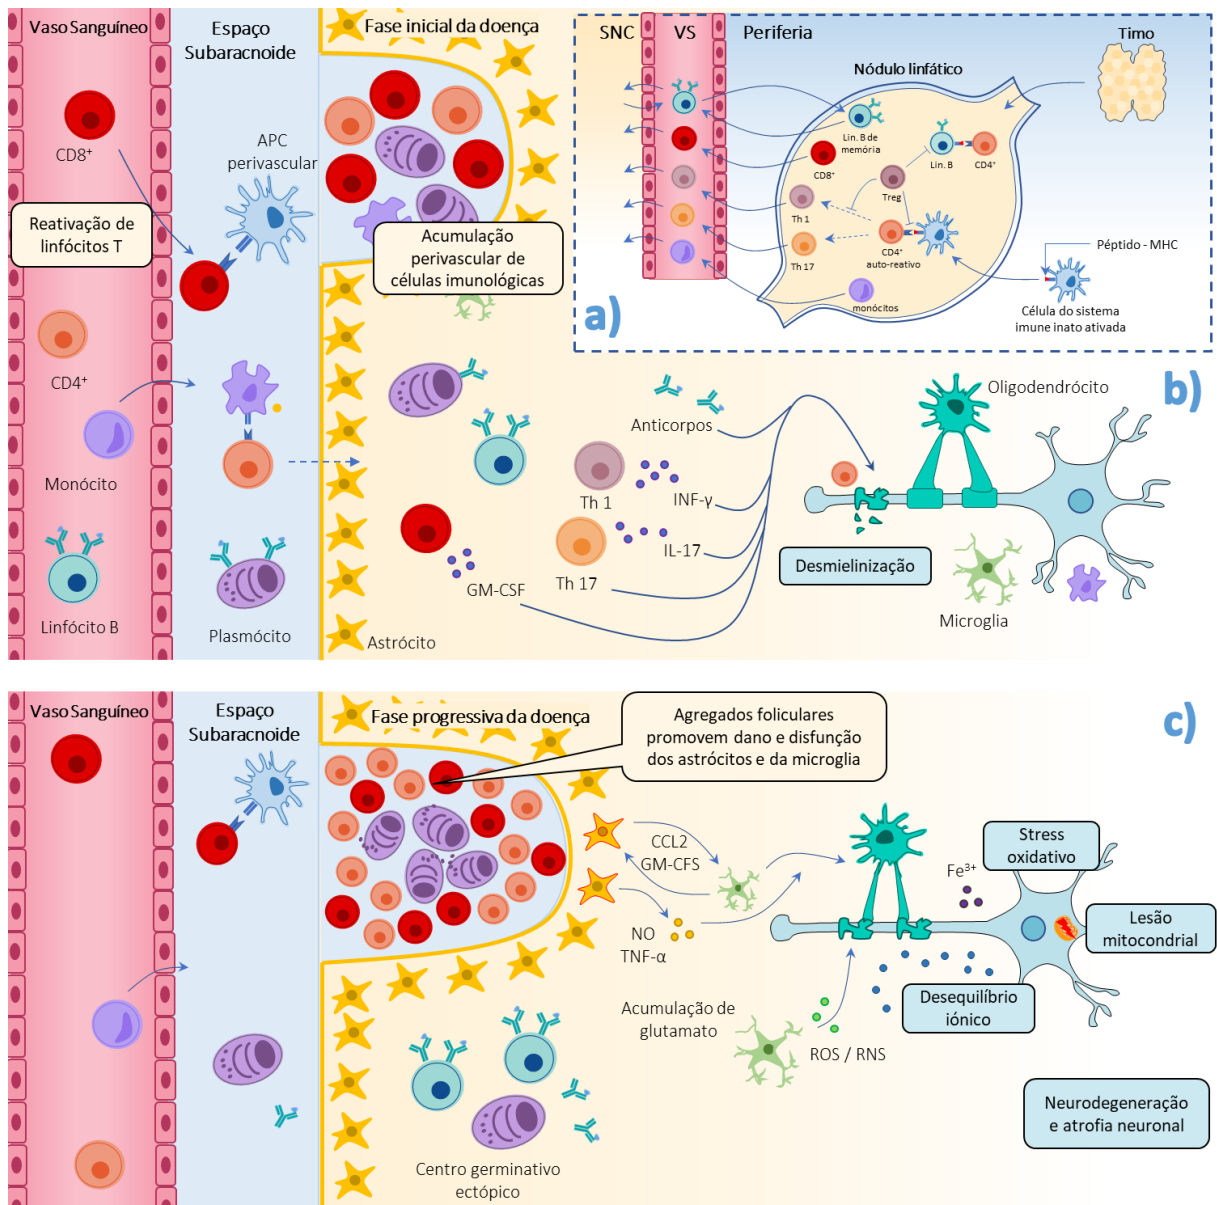 Vaso Sanguíneo
Espaço
Subaracnoide
Fase inicial da doença
CD8⁺
APC
perivascular
Reativação de
linfócitos T
Acumulação
perivascular de
células imunológicas
CD4⁺
Monócito
Linfócito B
Plasmócito
Astrócito
SNC
VS
Periferia
Timo
Nódulo linfático
Lin. B de
memória
CD8⁺
Lin. B
CD4⁺
Treg
Th 1
Th 17
CD4⁺
auto-reativo
monócitos
Péptido - MHC
Célula do sistema
imune inato ativada
a)
b)
Anticorpos
Th 1
INF-γ
IL-17
Th 17
GM-CSF
Oligodendrócito
Desmielinização
Microglia
Vaso Sanguíneo
Espaço
Subaracnoide
Fase progressiva da doença
Agregados foliculares
promovem dano e disfunção
dos astrócitos e da microglia
c)
CCL2
GM-CFS
NO
TNF-α
Acumulação de
glutamato
ROS / RNS
Fe³⁺
Stress
oxidativo
Lesão
mitocondrial
Desequilíbrio
iónico
Neurodegeneração
e atrofia neuronal
Centro germinativo
ectópico